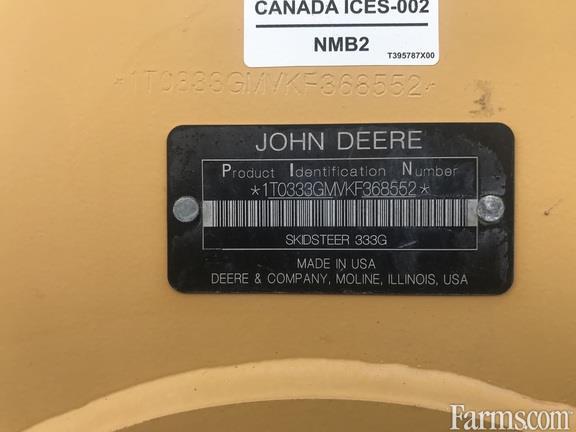 CANADA ICES-002
NMB2
T395787X00
*1T0333GMVKF368552*
JOHN DEERE
Product Identification Number
*1T0333GMVKF368552*
SKIDSTEER 333G
MADE IN USA
DEERE & COMPANY, MOLINE, ILLINOIS, USA
Farms.com